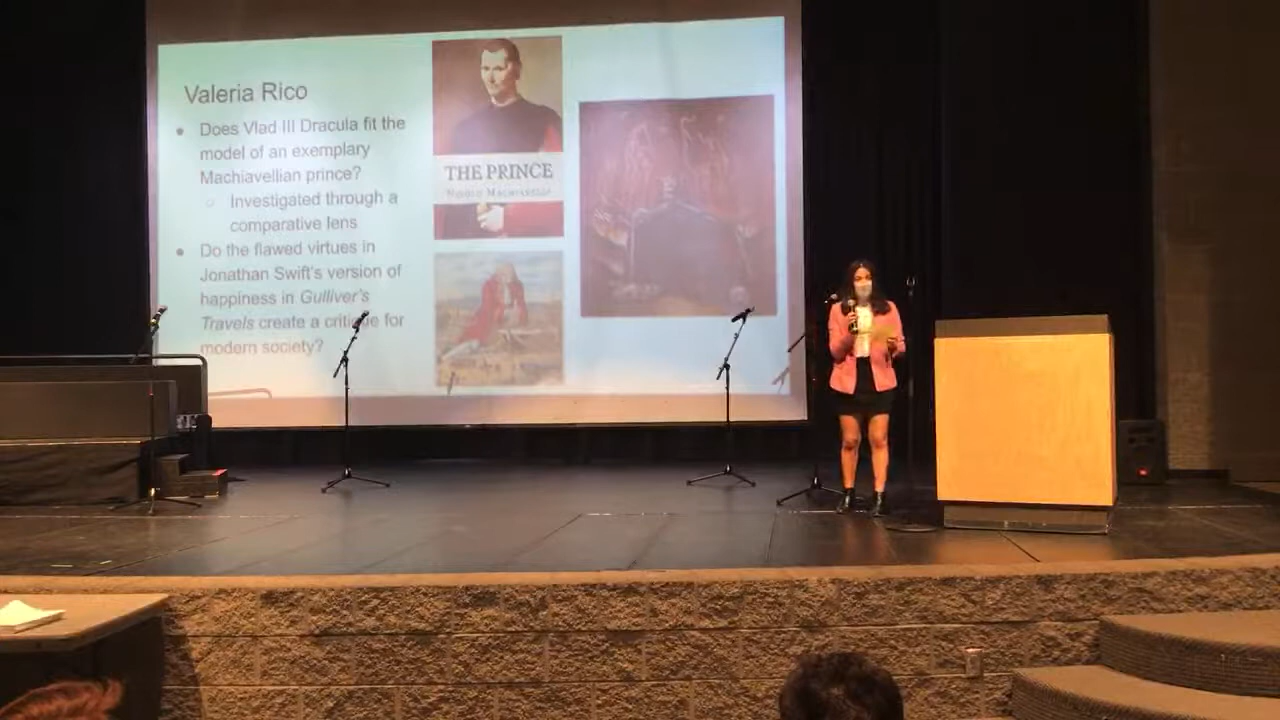 Valeria Rico
Does Vlad III Dracula fit the
model of an exemplary
Machiavellian prince?
Investigated through a
comparative lens
Do the flawed virtues in
Jonathan Swift's version of
happiness in Gulliver's
Travels create a critique for
modern society?
THE PRINCE
Niccolò Machiavelli